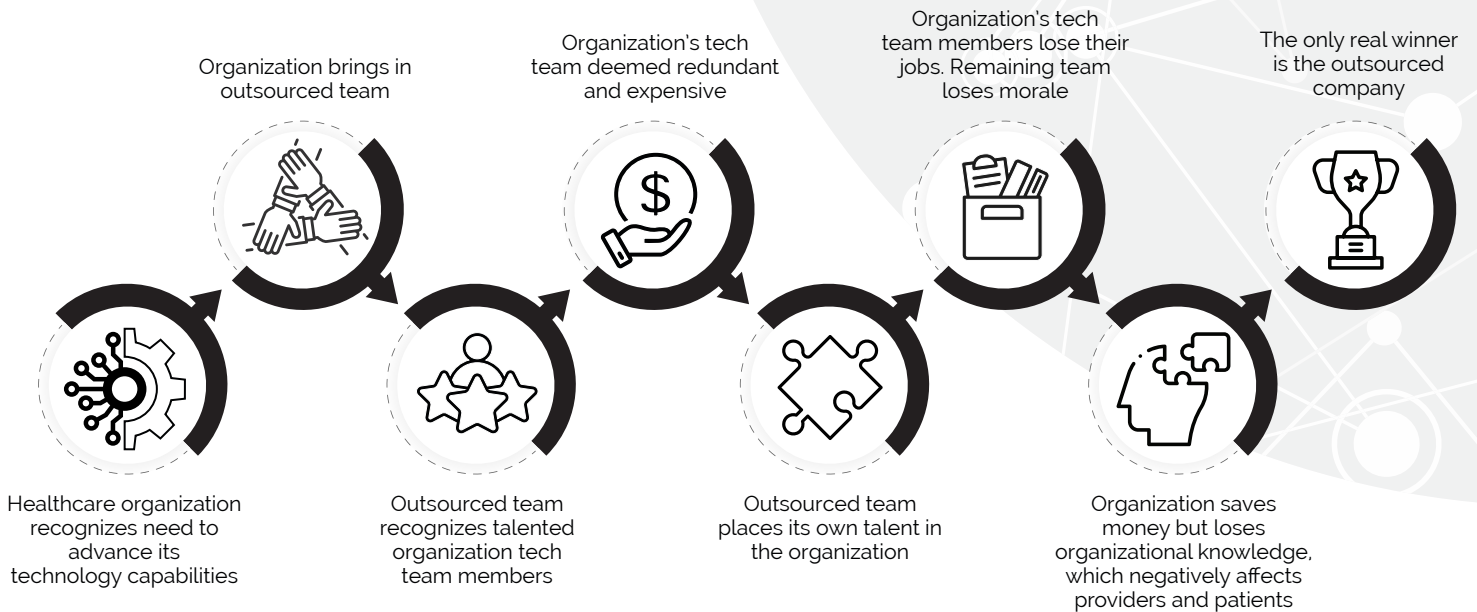 Healthcare organization
recognizes need to
advance its
technology capabilities
Organization brings in
outsourced team
Outsourced team
recognizes talented
organization tech
team members
Organization's tech
team deemed redundant
and expensive
Outsourced team
places its own talent in
the organization
Organization's tech
team members lose their
jobs. Remaining team
loses morale
Organization saves
money but loses
organizational knowledge,
which negatively affects
providers and patients
The only real winner
is the outsourced
company
$